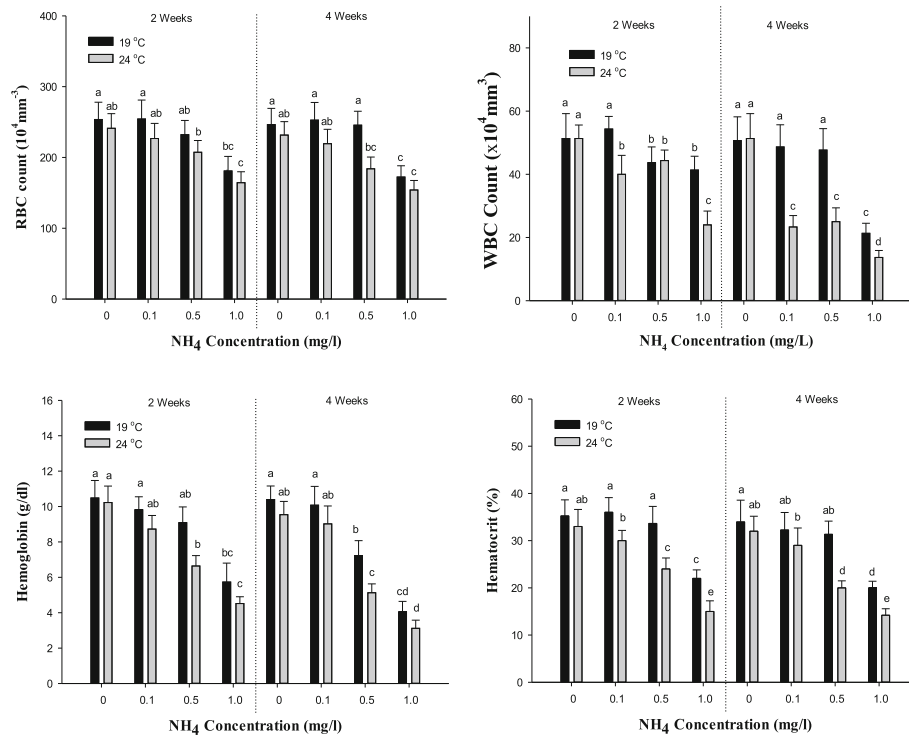 2 Weeks 4 Weeks
400
300
200
100
0
RBC count (10⁴mm⁻³)
19 °C
24 °C
a ab a ab a b bc c a ab a ab a bc c c
0 0.1 0.5 1.0 0 0.1 0.5 1.0
NH4 Concentration (mg/l)
2 Weeks 4 Weeks
80
60
40
20
0
WBC Count (x10⁴mm³)
19 °C
24 °C
a a a b b b b c a a a c a c c d
0 0.1 0.5 1.0 0 0.1 0.5 1.0
NH₄ Concentration (mg/L)
2 Weeks 4 Weeks
16
14
12
10
8
6
4
2
0
Hemoglobin (g/dl)
19 °C
24 °C
a a a ab ab b bc c a ab a ab b c cd d
0 0.1 0.5 1.0 0 0.1 0.5 1.0
NH4 Concentration (mg/l)
2 Weeks 4 Weeks
60
50
40
30
20
10
0
Hematocrit (%)
19 °C
24 °C
a ab a b a c c e a ab ab b ab d d e
0 0.1 0.5 1.0 0 0.1 0.5 1.0
NH4 Concentration (mg/l)